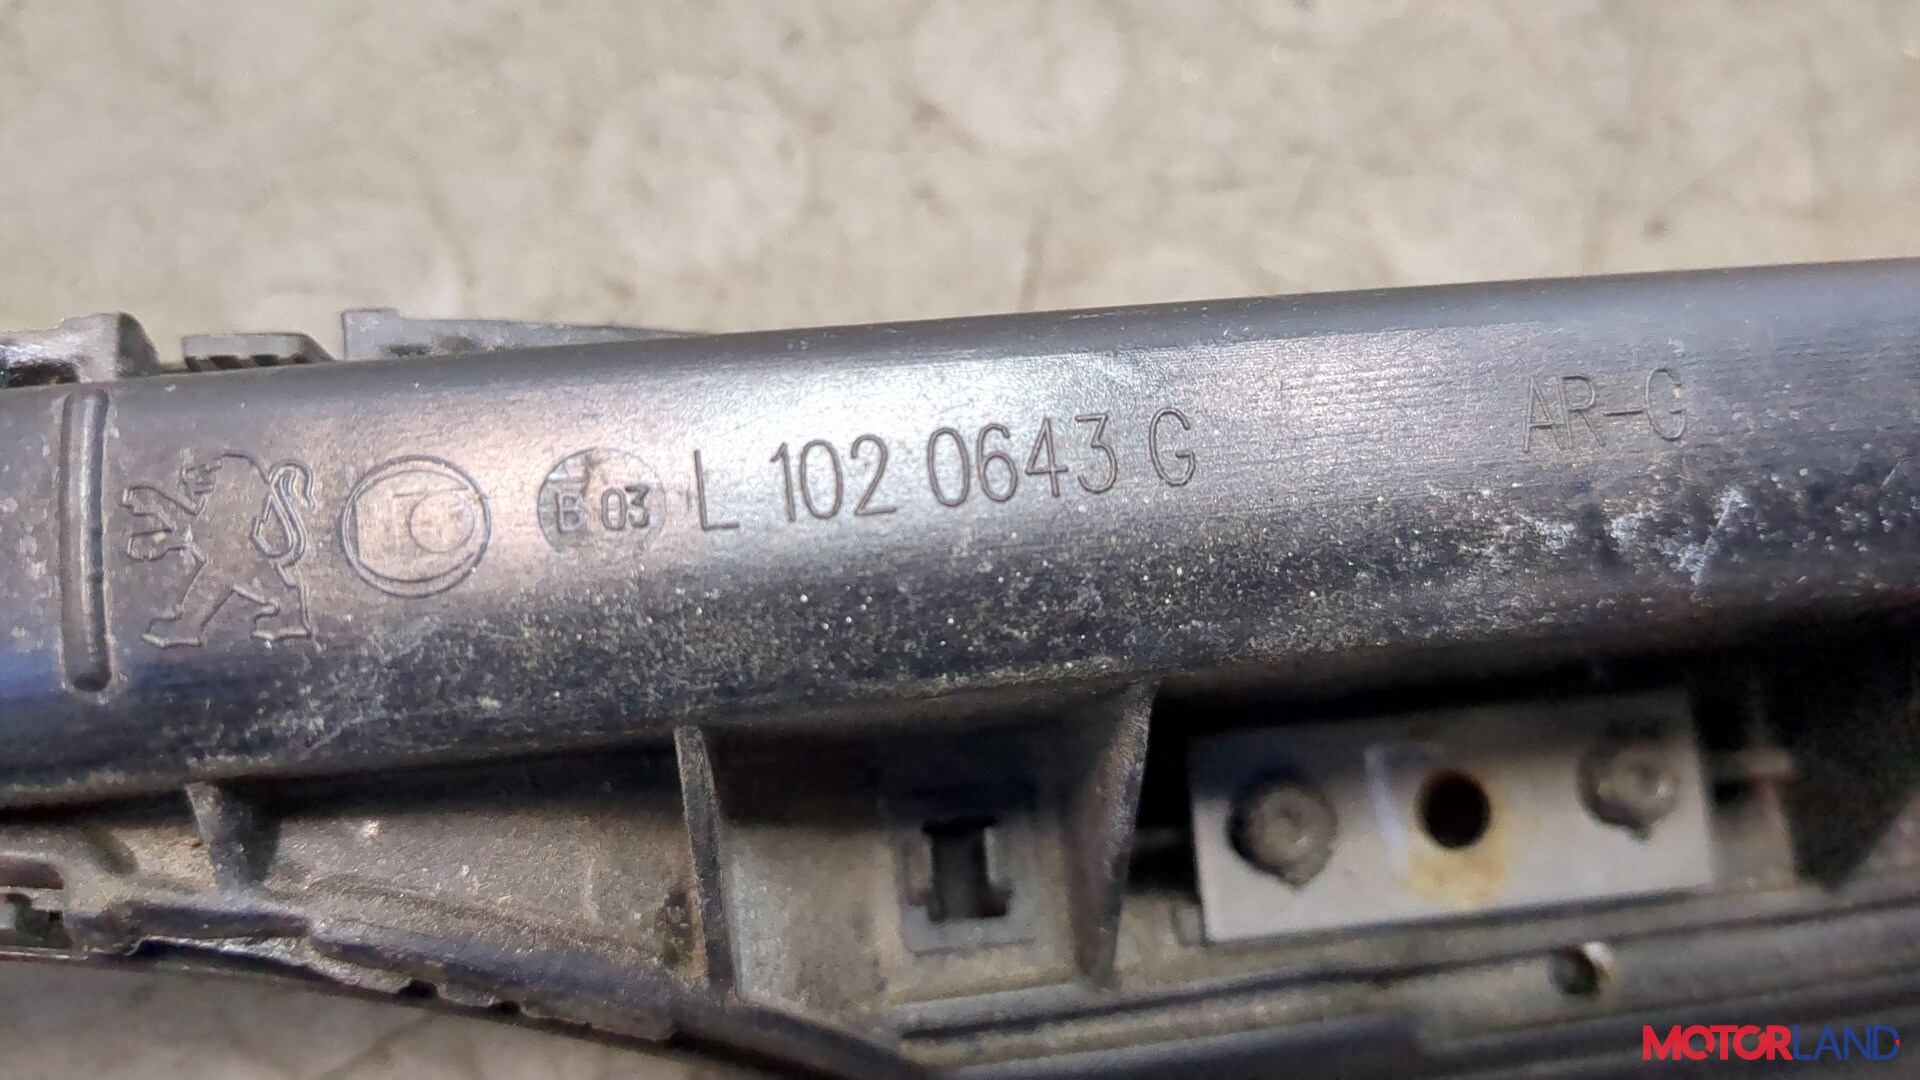 B 03 L 102 0643 G AR-G
MOTORLAND